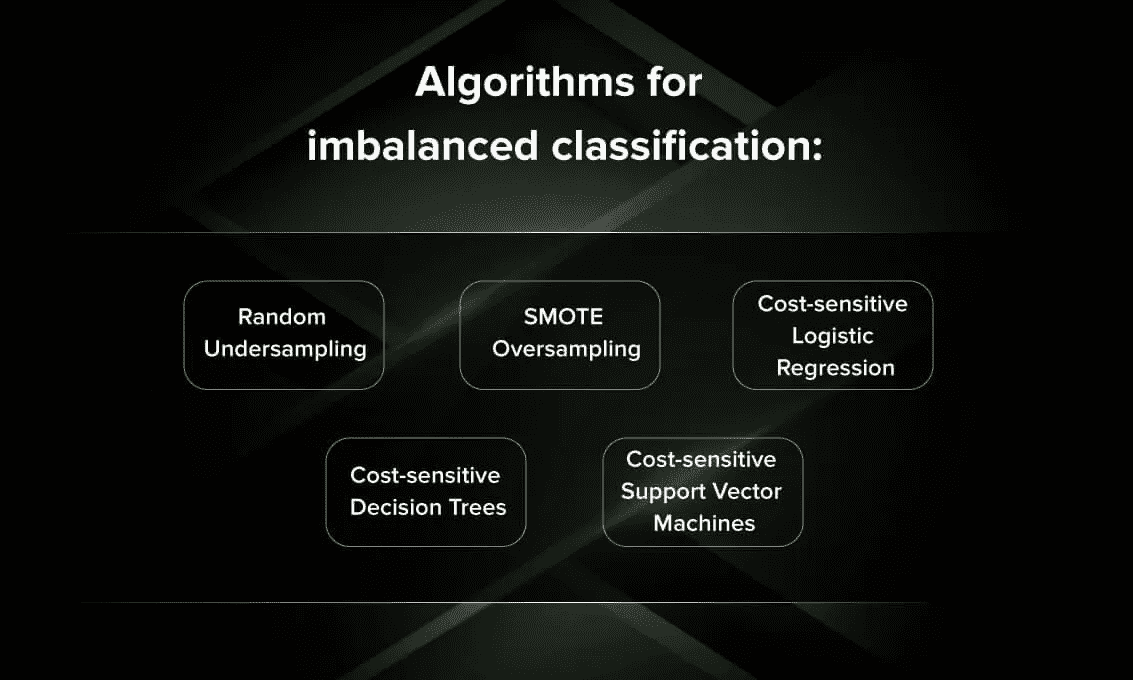 Algorithms for
imbalanced classification:
Random
Undersampling
SMOTE
Oversampling
Cost-sensitive
Logistic
Regression
Cost-sensitive
Decision Trees
Cost-sensitive
Support Vector
Machines